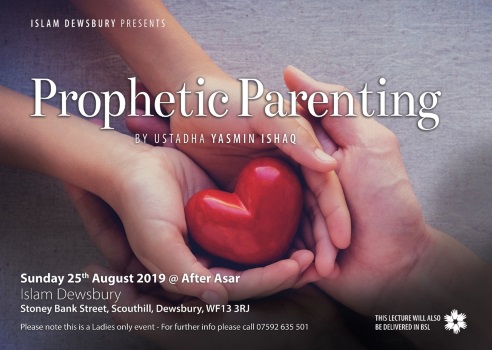 ISLAM DEWSBURY PRESENTS
Prophetic Parenting
BY USTADHA YASMIN ISHAQ
Sunday 25th August 2019 @ After Asar
Islam Dewsbury
Stoney Bank Street, Scouthill, Dewsbury, WF13 3RJ
Please note this is a Ladies only event - For further info please call 07592 635 501
THIS LECTURE WILL ALSO
BE DELIVERED IN BSL